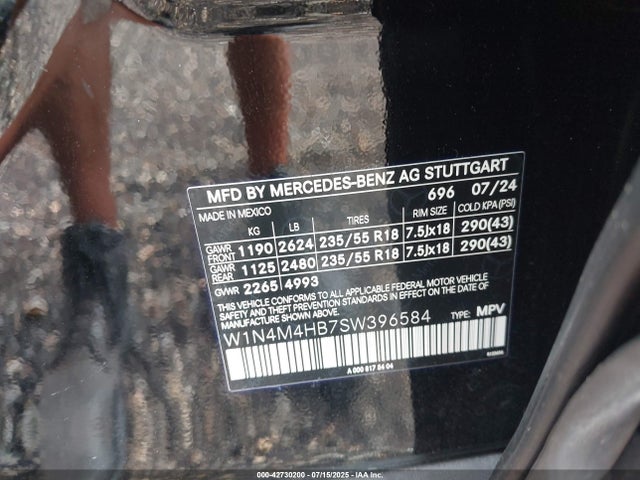 MFD BY MERCEDES-BENZ AG STUTTGART
696 07/24
MADE IN MEXICO
KG LB TIRES RIM SIZE COLD KPA(PSI)
GAWR FRONT 1190 2624 235/55 R18 7.5Jx18 290(43)
GAWR REAR 1125 2480 235/55 R18 7.5Jx18 290(43)
GVWR 2265 4993
THIS VEHICLE CONFORMS TO ALL APPLICABLE FEDERAL MOTOR VEHICLE
SAFETY AND THEFT PREVENTION STANDARDS IN EFFECT ON THE DATE OF
MANUFACTURE SHOWN ABOVE.
W1N4M4HB7SW396584 TYPE: MPV
A 000 817 84 04
000-42730200 - 07/15/2025 - COPYRIGHT IAA, LLC.